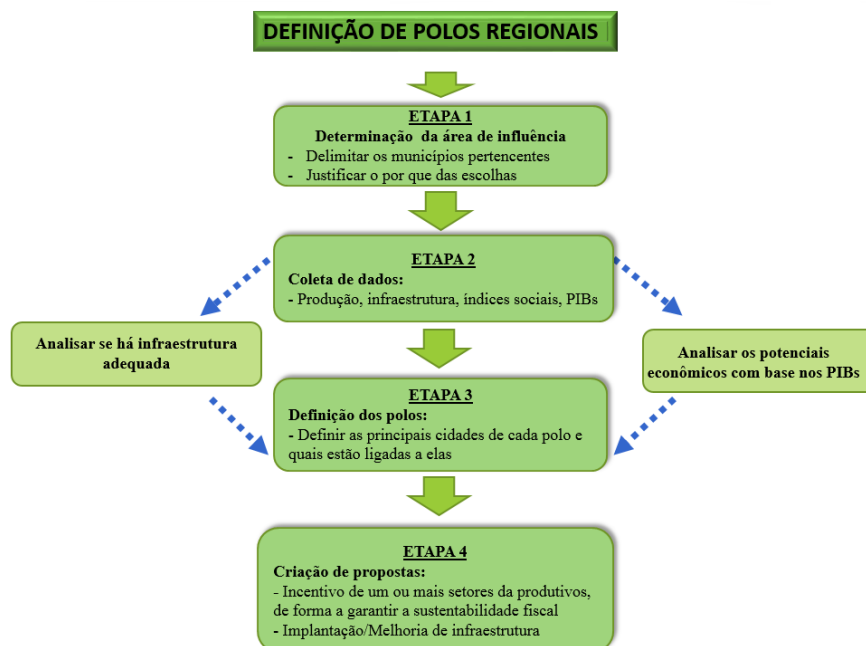 DEFINIÇÃO DE POLOS REGIONAIS
ETAPA 1
Determinação da área de influência
- Delimitar os municípios pertencentes
- Justificar o por que das escolhas
ETAPA 2
Coleta de dados:
- Produção, infraestrutura, índices sociais, PIBs
Analisar se há infraestrutura
adequada
Analisar os potenciais
econômicos com base nos PIBs
ETAPA 3
Definição dos polos:
- Definir as principais cidades de cada polo e
quais estão ligadas a elas
ETAPA 4
Criação de propostas:
- Incentivo de um ou mais setores da produtivos,
de forma a garantir a sustentabilidade fiscal
- Implantação/Melhoria de infraestrutura